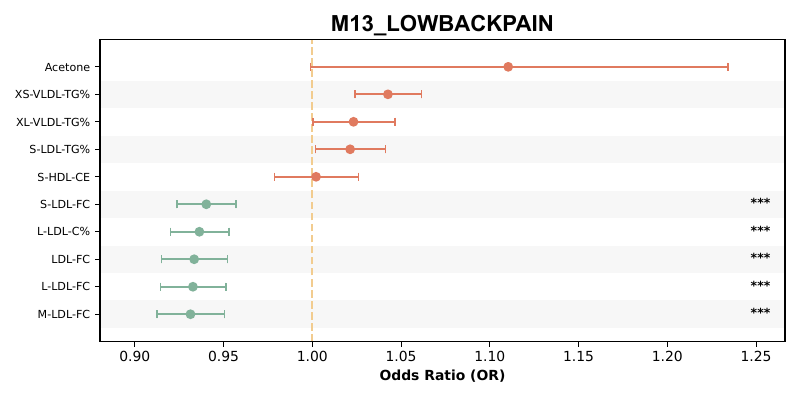 M13_LOWBACKPAIN
Acetone
XS-VLDL-TG%
XL-VLDL-TG%
S-LDL-TG%
S-HDL-CE
S-LDL-FC ***
L-LDL-C% ***
LDL-FC ***
L-LDL-FC ***
M-LDL-FC ***
0.90 0.95 1.00 1.05 1.10 1.15 1.20 1.25
Odds Ratio (OR)